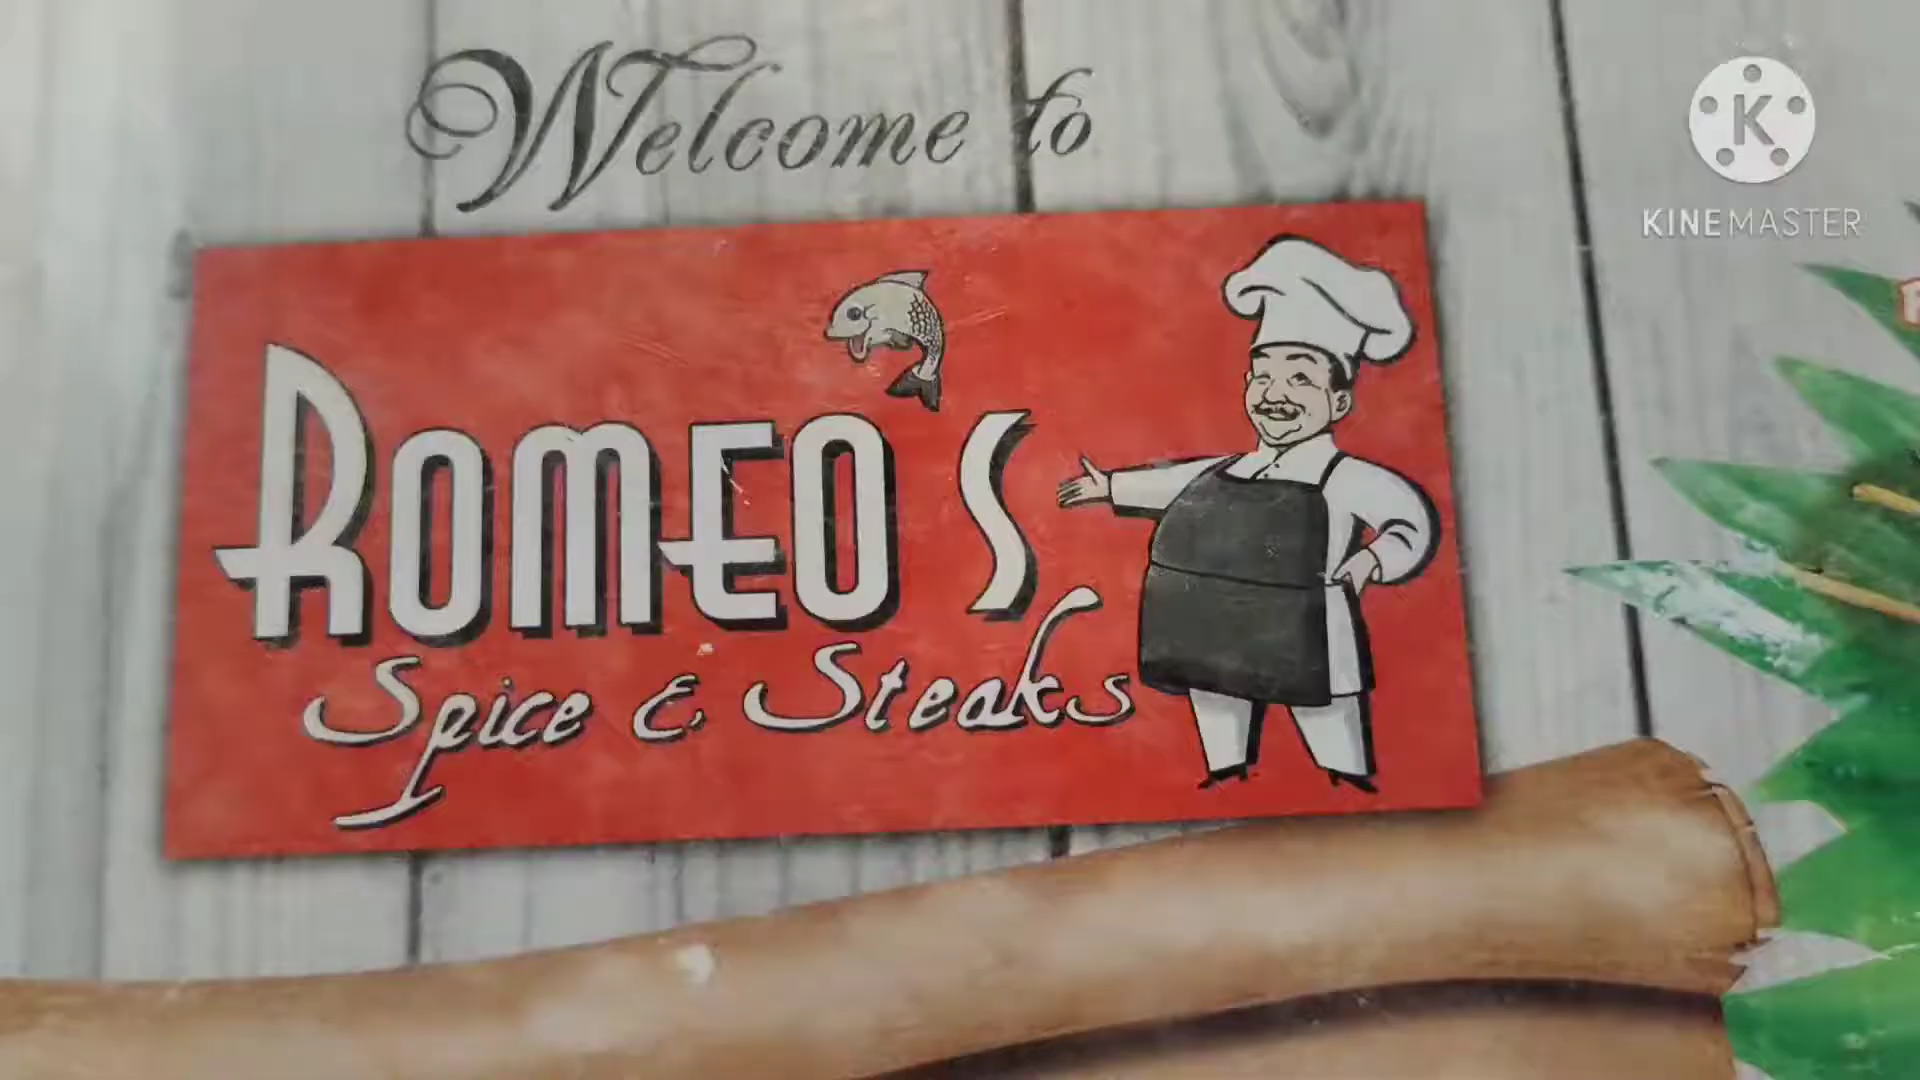 Welcome to
ROMEO'S
Spice & Steaks
K
KINEMASTER